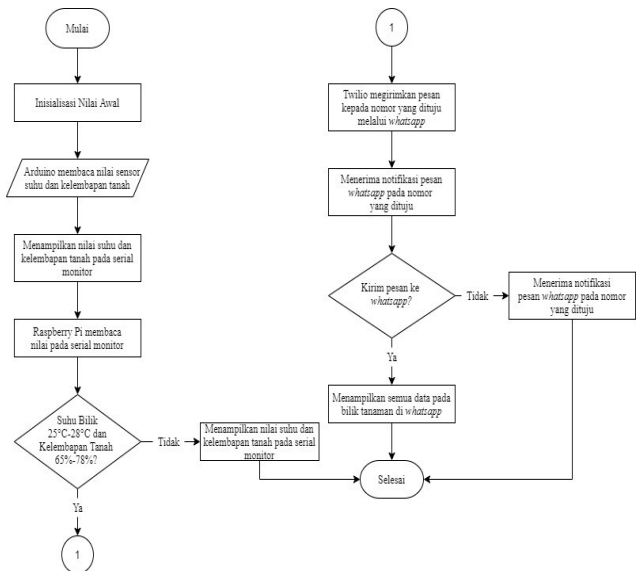 Mulai
Inisialisasi Nilai Awal
Arduino membaca nilai sensor
suhu dan kelembapan tanah
Menampilkan nilai suhu dan
kelembapan tanah pada serial
monitor
Raspberry Pi membaca
nilai pada serial monitor
Suhu Bilik
25°C-28°C dan
Kelembapan Tanah
65%-78%?
Tidak
Menampilkan nilai suhu dan
kelembapan tanah pada serial
monitor
Ya
1
1
Twilio megirimkan pesan
kepada nomor yang dituju
melalui whatsapp
Menerima notifikasi pesan
whatsapp pada nomor
yang dituju
Kirim pesan ke
whatsapp?
Tidak
Menerima notifikasi
pesan whatsapp pada nomor
yang dituju
Ya
Menampilkan semua data pada
bilik tanaman di whatsapp
Selesai